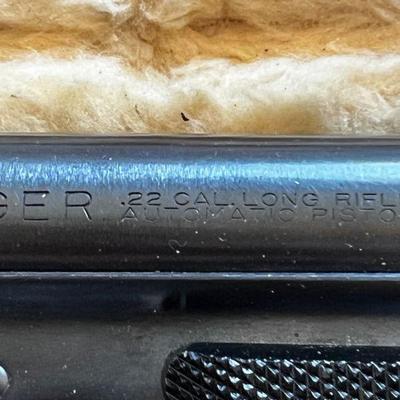 GER .22 CAL. LONG RIFL
AUTOMATIC PISTO